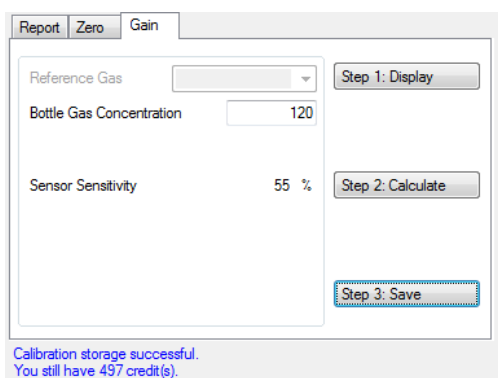 Report Zero Gain
Reference Gas Step 1: Display
Bottle Gas Concentration 120
Sensor Sensitivity 55 % Step 2: Calculate
Step 3: Save
Calibration storage successful.
You still have 497 credit(s).